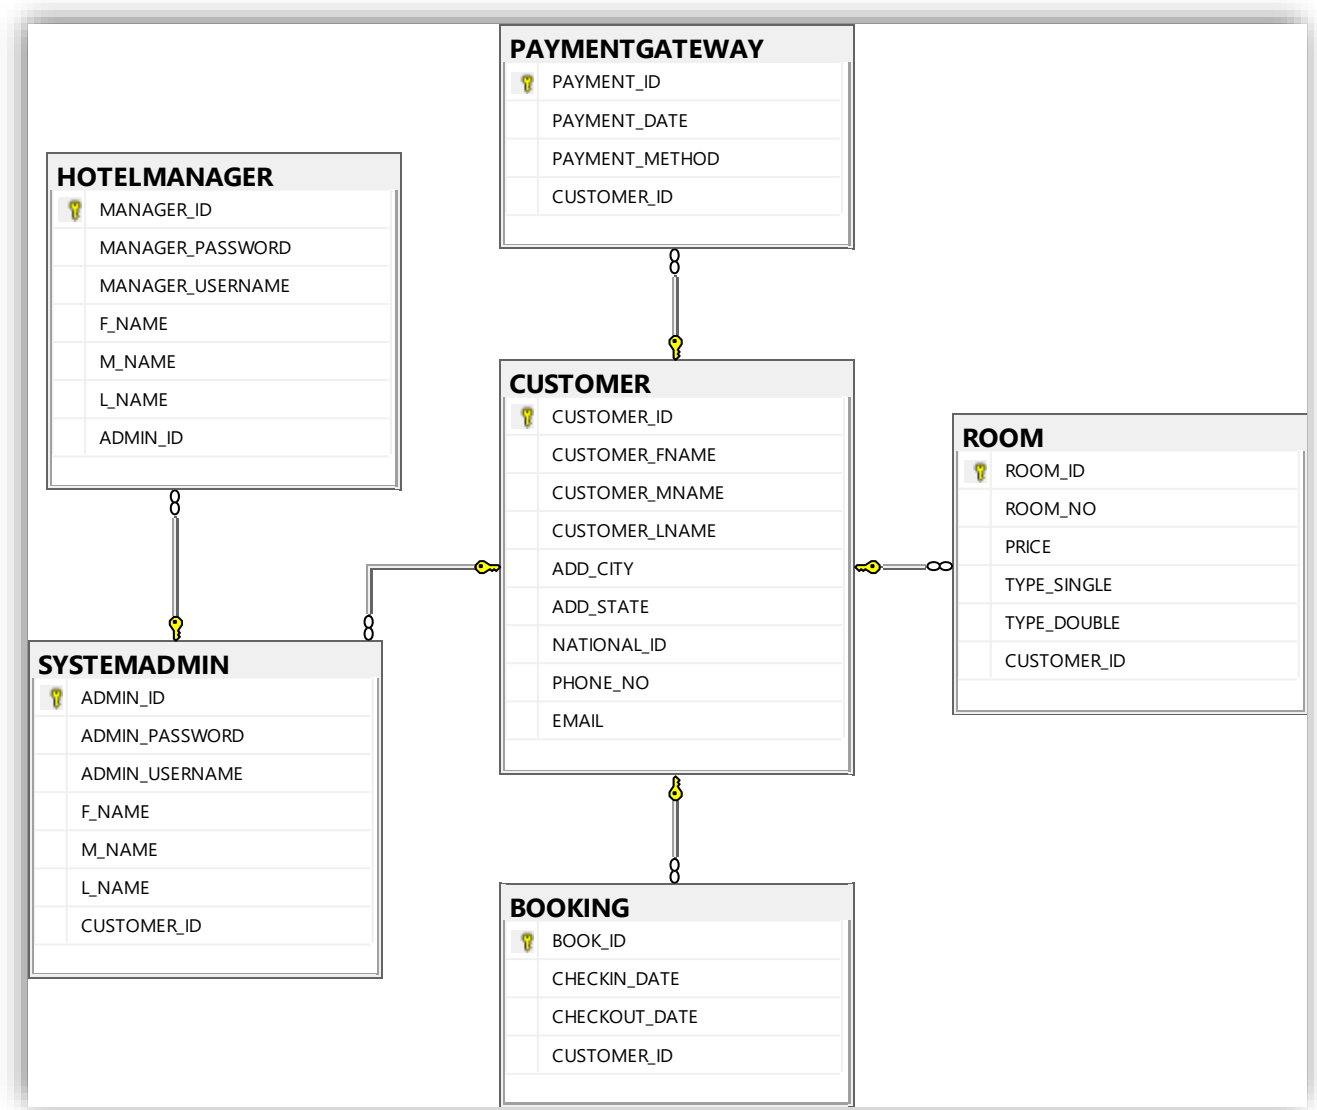 PAYMENTGATEWAY
PAYMENT_ID
PAYMENT_DATE
PAYMENT_METHOD
CUSTOMER_ID
HOTELMANAGER
MANAGER_ID
MANAGER_PASSWORD
MANAGER_USERNAME
F_NAME
M_NAME
L_NAME
ADMIN_ID
CUSTOMER
CUSTOMER_ID
CUSTOMER_FNAME
CUSTOMER_MNAME
CUSTOMER_LNAME
ADD_CITY
ADD_STATE
NATIONAL_ID
PHONE_NO
EMAIL
ROOM
ROOM_ID
ROOM_NO
PRICE
TYPE_SINGLE
TYPE_DOUBLE
CUSTOMER_ID
SYSTEMADMIN
ADMIN_ID
ADMIN_PASSWORD
ADMIN_USERNAME
F_NAME
M_NAME
L_NAME
CUSTOMER_ID
BOOKING
BOOK_ID
CHECKIN_DATE
CHECKOUT_DATE
CUSTOMER_ID